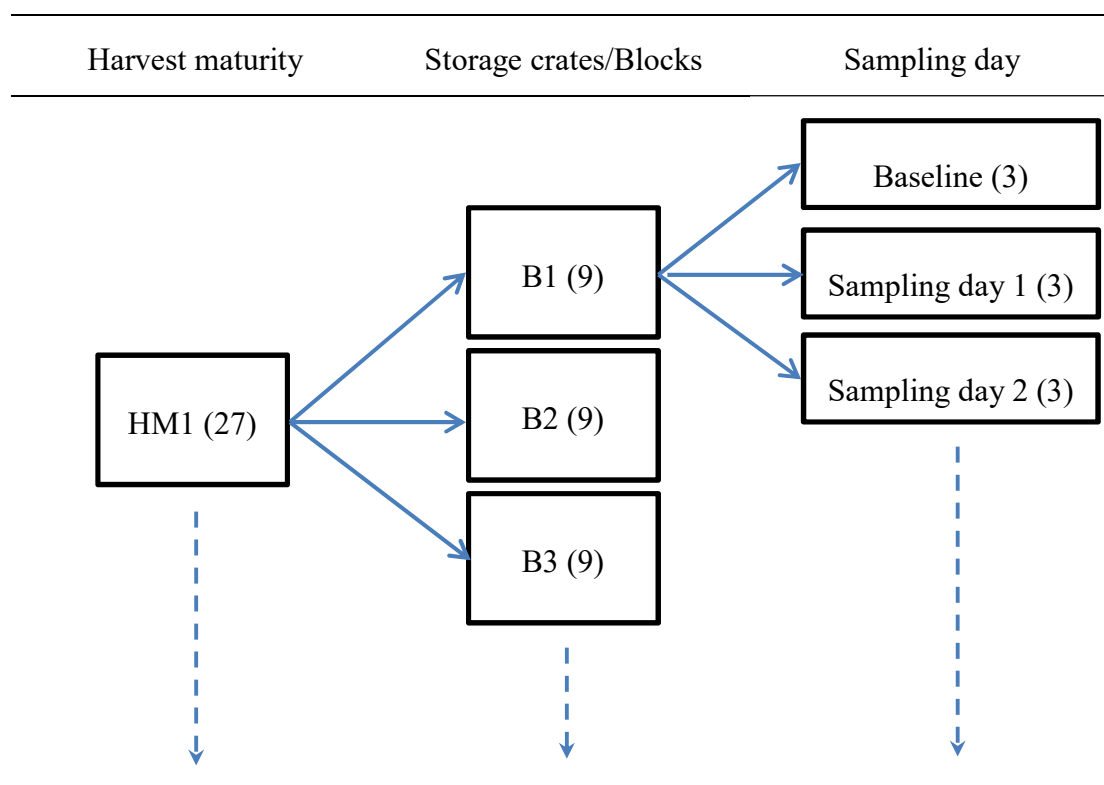 Harvest maturity Storage crates/Blocks Sampling day
Baseline (3)
B1 (9)
Sampling day 1 (3)
Sampling day 2 (3)
HM1 (27)
B2 (9)
B3 (9)